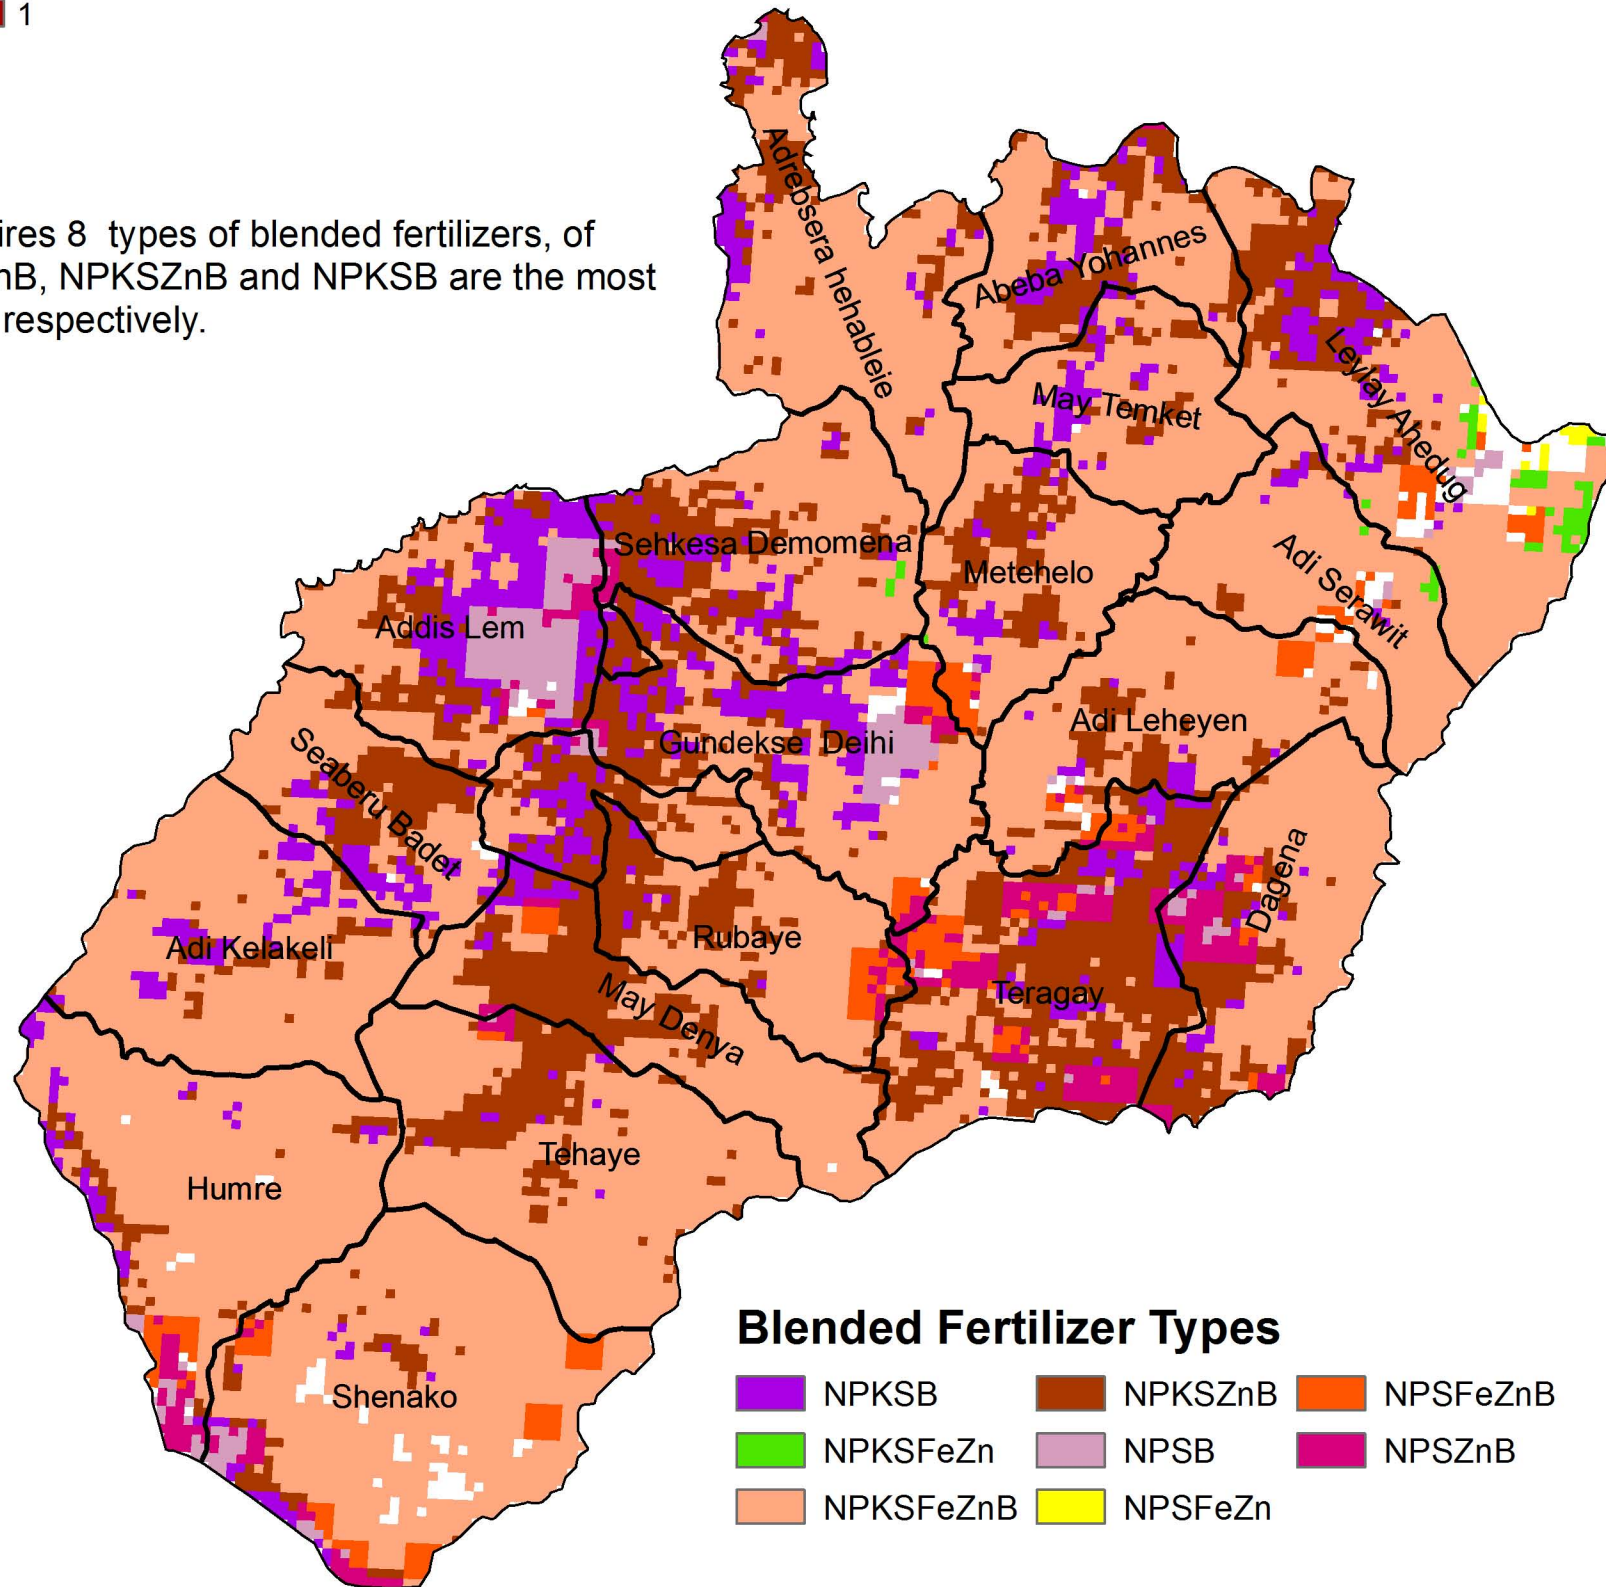 1
ires 8 types of blended fertilizers, of
nB, NPKSZnB and NPKSB are the most
respectively.
Adrebsera hehableie
Abeba Yohannes
Leylay Ahedug
May Temket
Sehkesa Demomena
Metehelo
Adi Serawit
Addis Lem
Adi Leheyen
Gundekse Deihi
Seaberu Badet
Dagena
Rubaye
Adi Kelakeli
Teragay
May Denya
Tehaye
Humre
Shenako
Blended Fertilizer Types
NPKSB
NPKSZnB
NPSFeZnB
NPKSFeZn
NPSB
NPSZnB
NPKSFeZnB
NPSFeZn